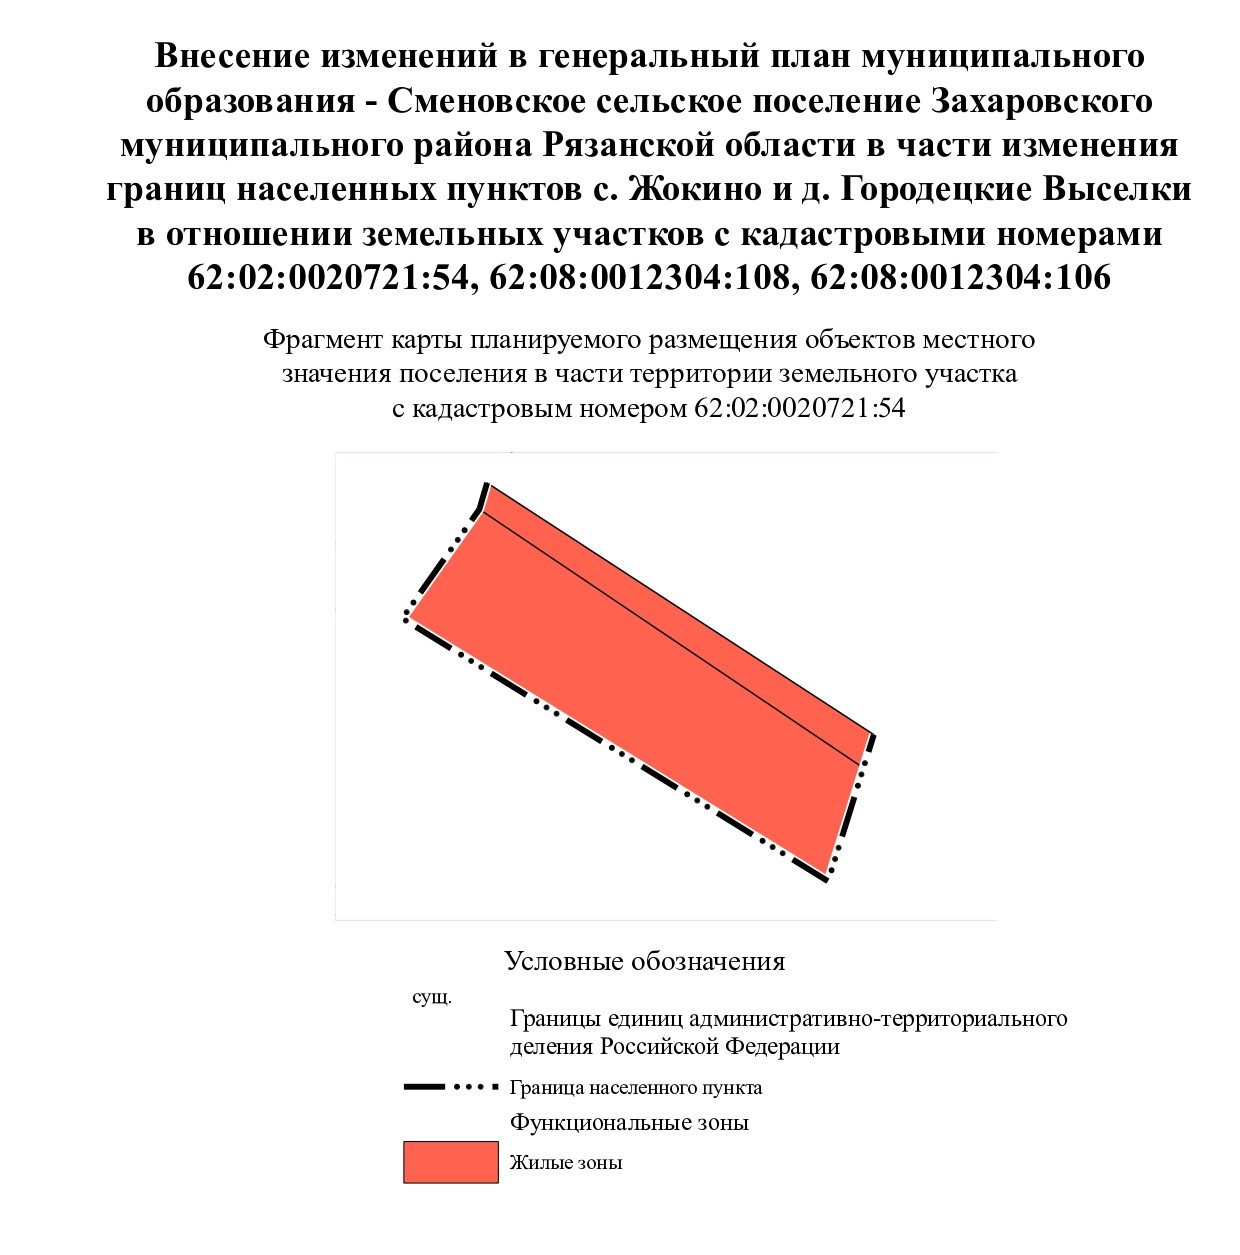 Внесение изменений в генеральный план муниципального
образования - Сменовское сельское поселение Захаровского
муниципального района Рязанской области в части изменения
границ населенных пунктов с. Жокино и д. Городецкие Выселки
в отношении земельных участков с кадастровыми номерами
62:02:0020721:54, 62:08:0012304:108, 62:08:0012304:106
Фрагмент карты планируемого размещения объектов местного
значения поселения в части территории земельного участка
с кадастровым номером 62:02:0020721:54
Условные обозначения
сущ.
Границы единиц административно-территориального
деления Российской Федерации
Граница населенного пункта
Функциональные зоны
Жилые зоны